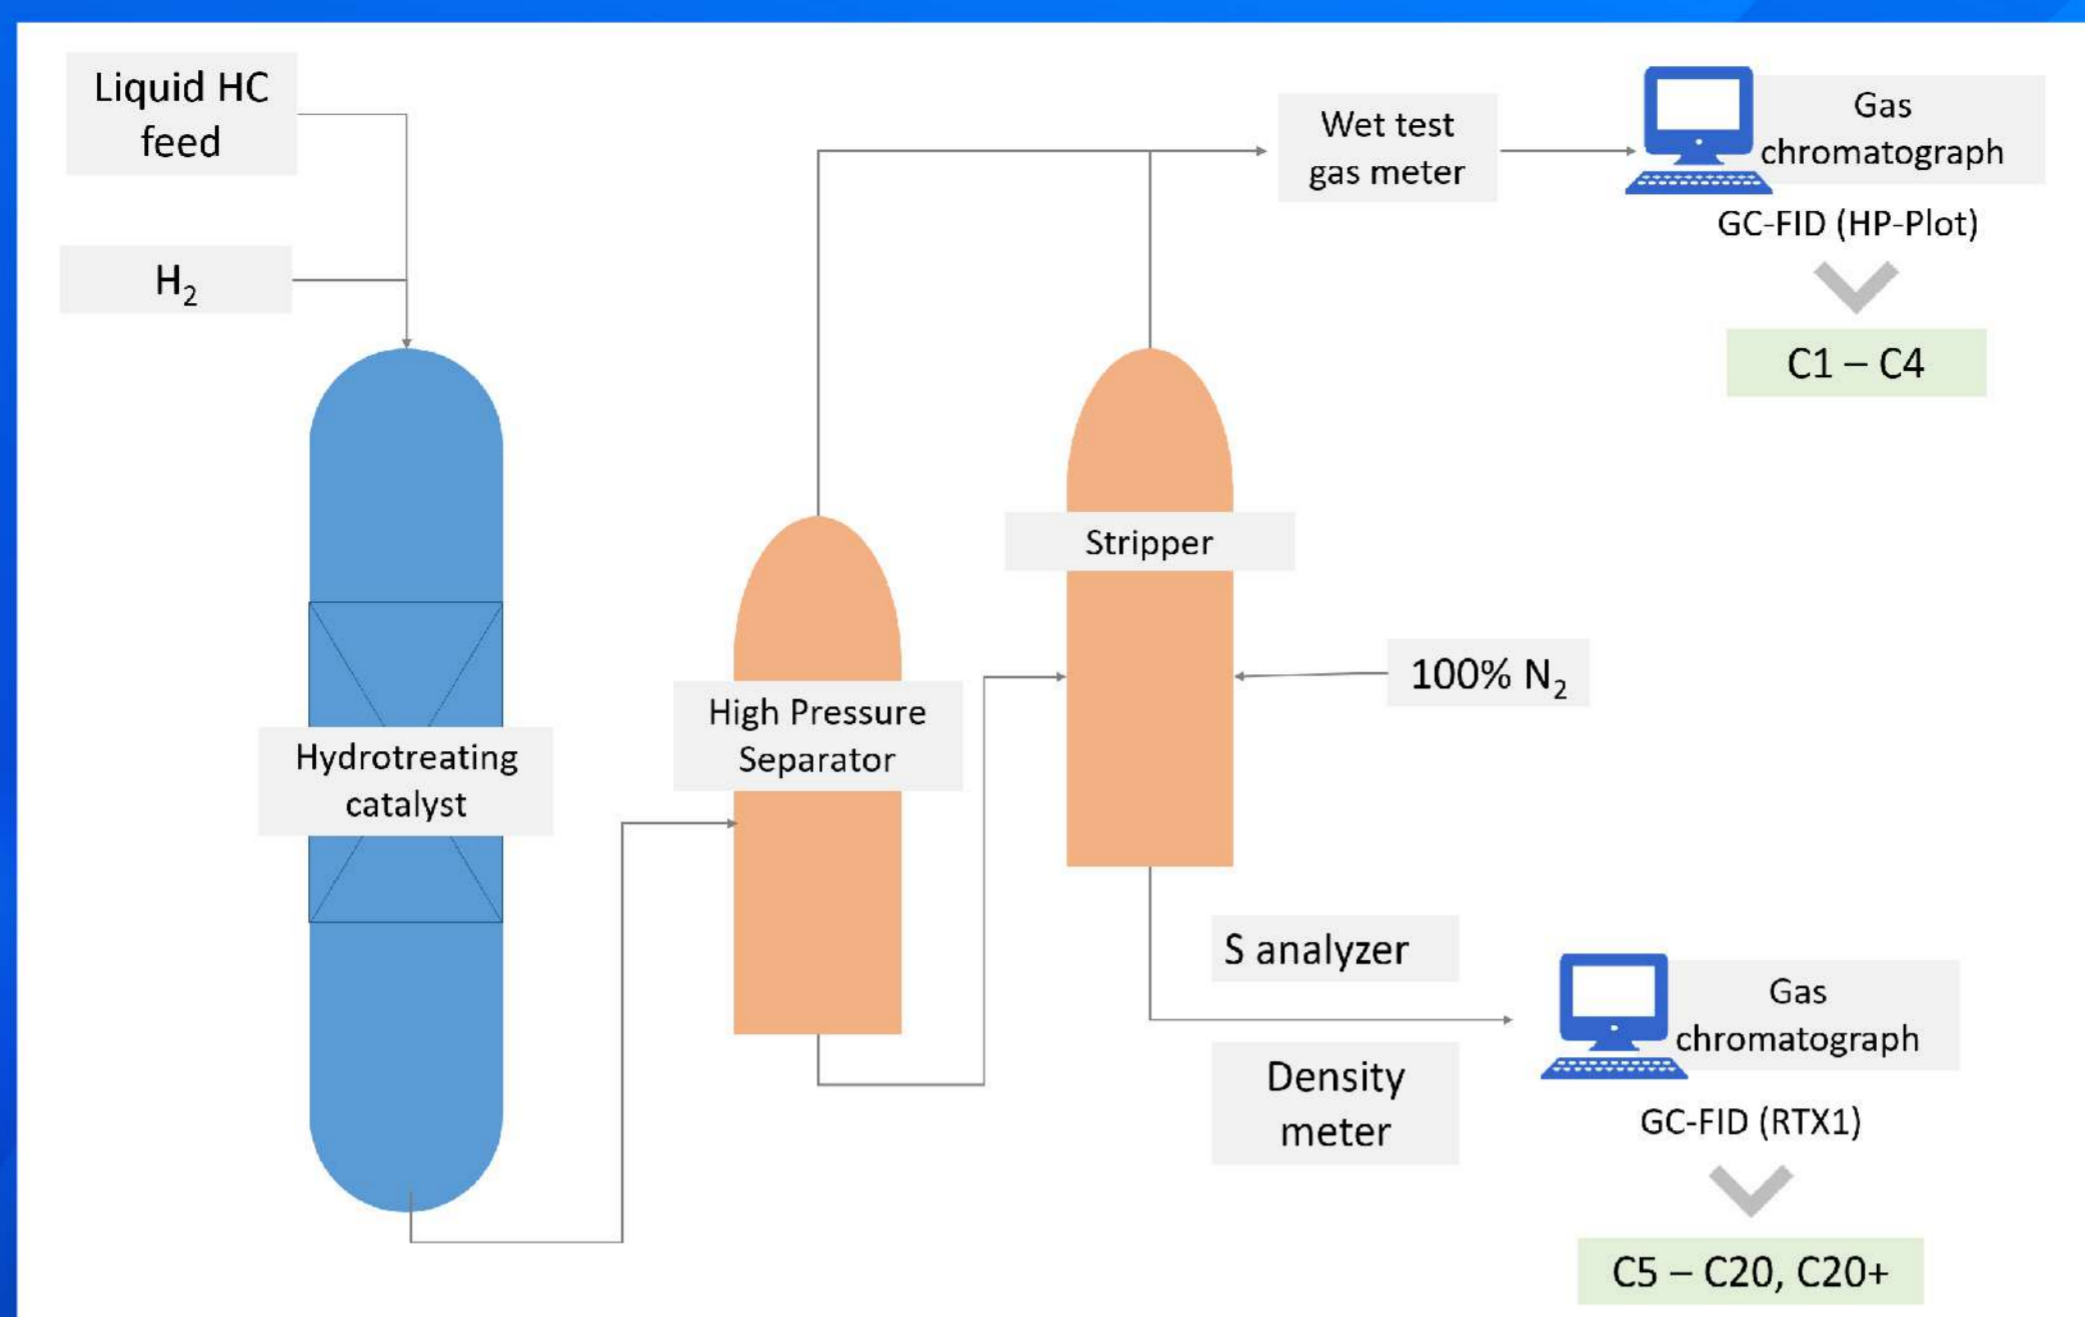 Liquid HC
feed
H₂
Hydrotreating
catalyst
High Pressure
Separator
Stripper
100% N₂
Wet test
gas meter
Gas
chromatograph
GC-FID (HP-Plot)
C1 – C4
S analyzer
Density
meter
Gas
chromatograph
GC-FID (RTX1)
C5 – C20, C20+